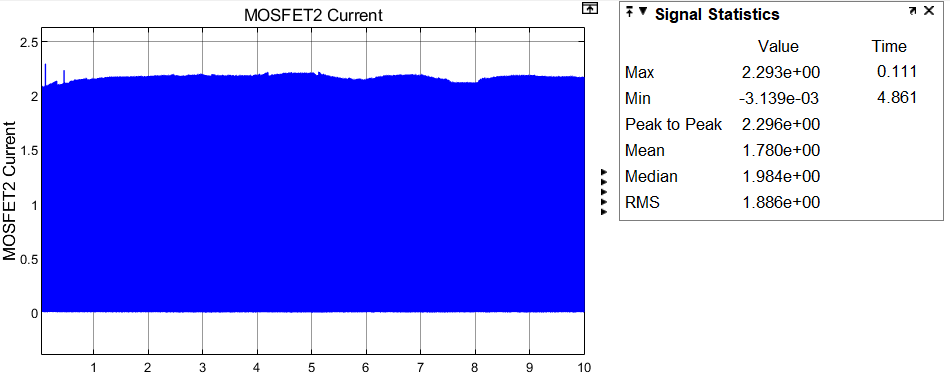 MOSFET2 Current
MOSFET2 Current
2.5
2
1.5
1
0.5
0
1 2 3 4 5 6 7 8 9 10
Signal Statistics
Value Time
Max 2.293e+00 0.111
Min -3.139e-03 4.861
Peak to Peak 2.296e+00
Mean 1.780e+00
Median 1.984e+00
RMS 1.886e+00